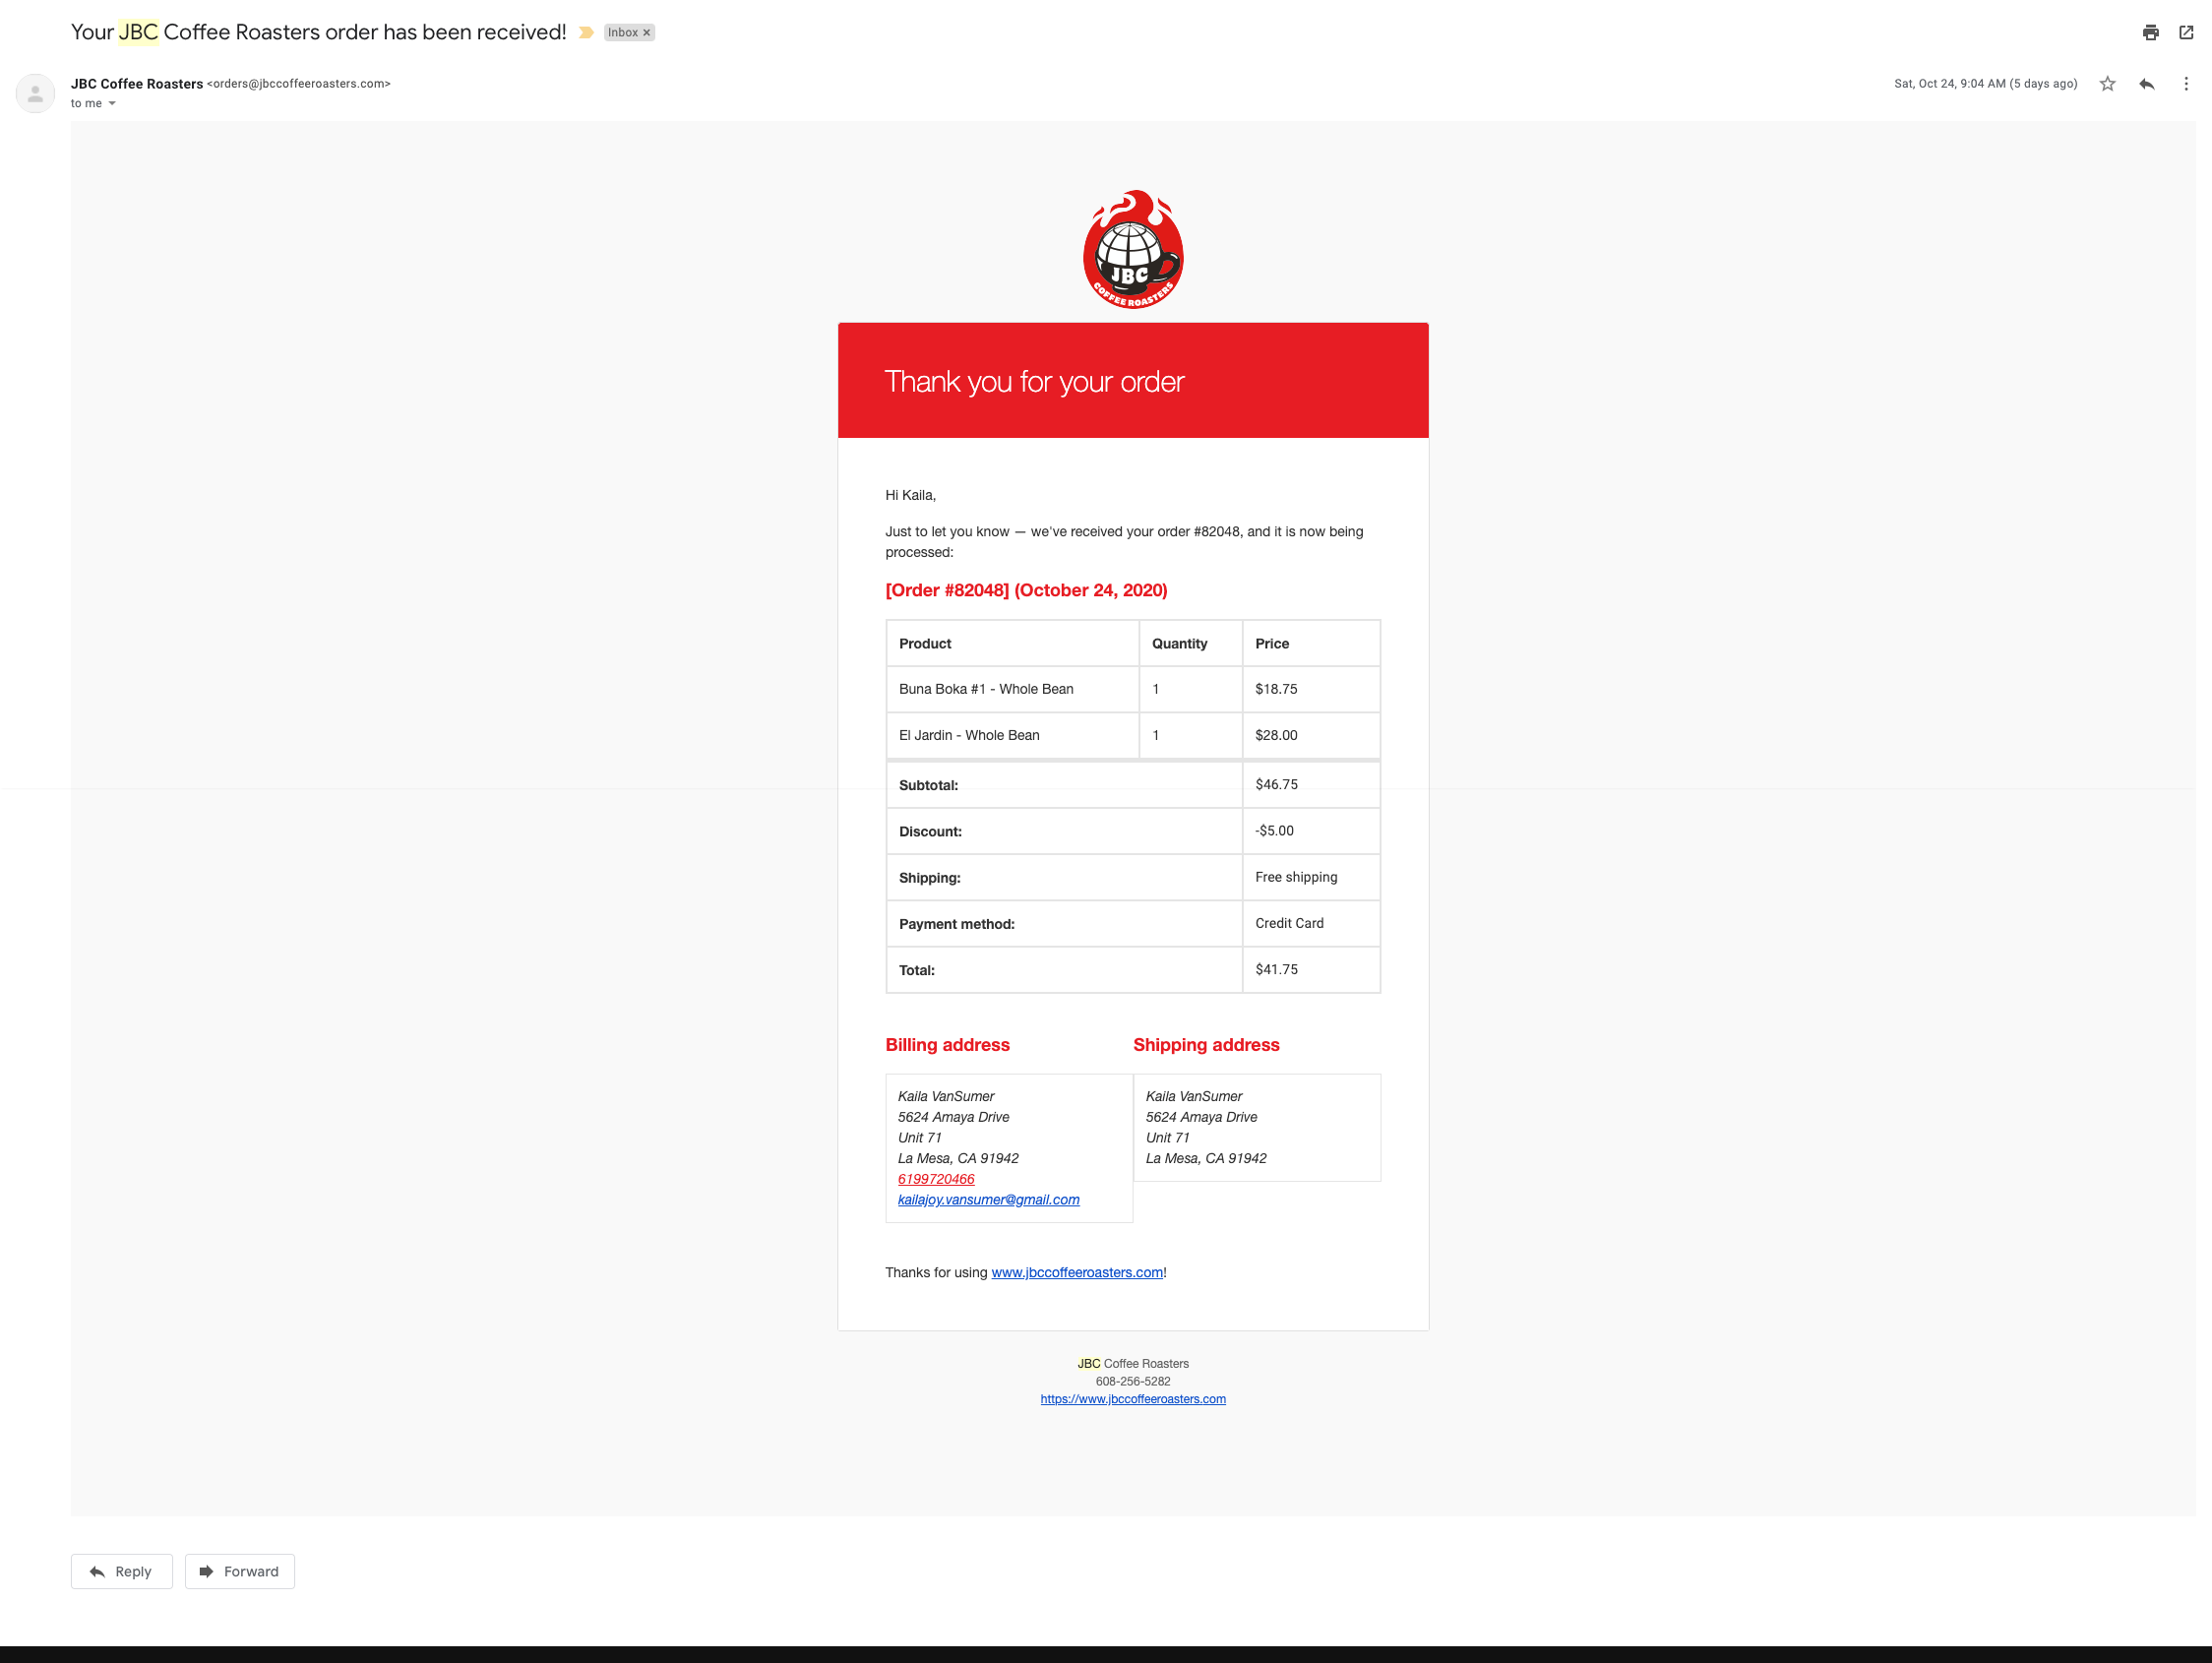 Your JBC Coffee Roasters order has been received! Inbox ×
JBC Coffee Roasters <orders@jbccoffeeroasters.com> Sat, Oct 24, 9:04 AM (5 days ago)
to me
JBC
COFFEE ROASTERS
Thank you for your order
Hi Kaila,
Just to let you know — we've received your order #82048, and it is now being
processed:
[Order #82048] (October 24, 2020)
Product Quantity Price
Buna Boka #1 - Whole Bean 1 $18.75
El Jardin - Whole Bean 1 $28.00
Subtotal: $46.75
Discount: -$5.00
Shipping: Free shipping
Payment method: Credit Card
Total: $41.75
Billing address Shipping address
Kaila VanSumer Kaila VanSumer
5624 Amaya Drive 5624 Amaya Drive
Unit 71 Unit 71
La Mesa, CA 91942 La Mesa, CA 91942
6199720466
kailajoy.vansumer@gmail.com
Thanks for using www.jbccoffeeroasters.com!
JBC Coffee Roasters
608-256-5282
https://www.jbccoffeeroasters.com
Reply Forward